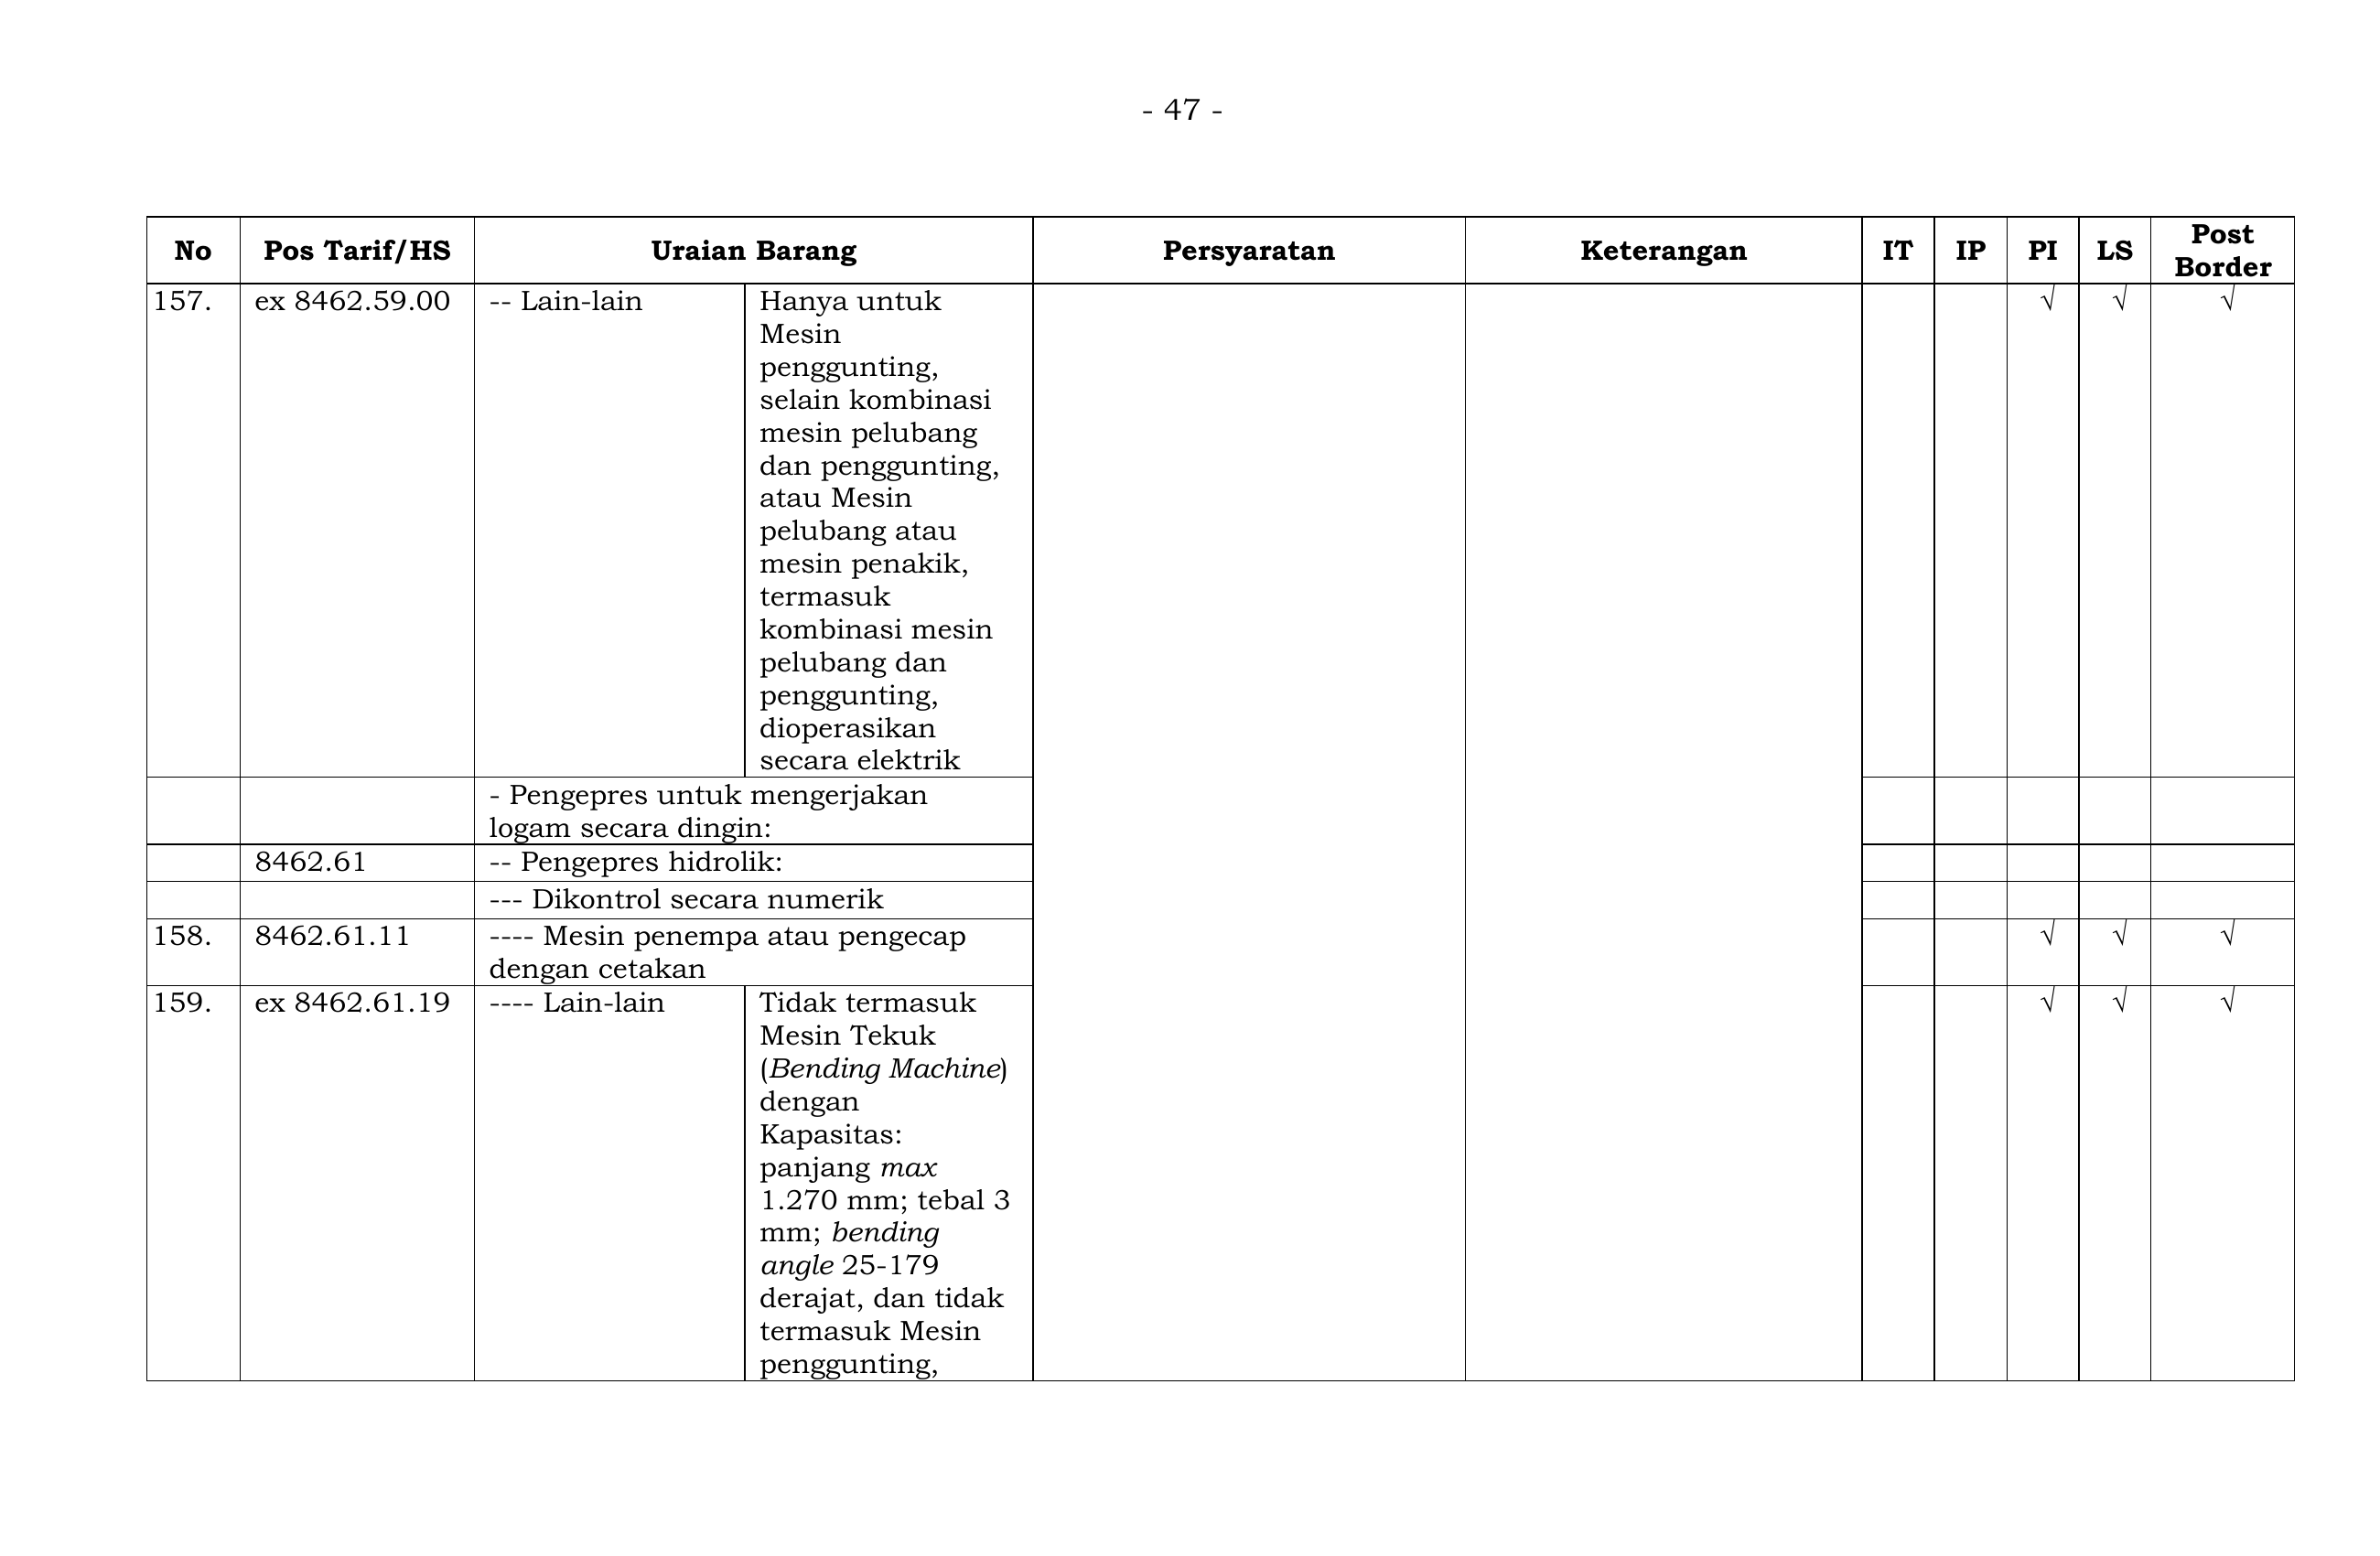 - 47 -
No Pos Tarif/HS Uraian Barang Persyaratan Keterangan IT IP PI LS Post Border
157. ex 8462.59.00 -- Lain-lain Hanya untuk √ √ √
Mesin
penggunting,
selain kombinasi
mesin pelubang
dan penggunting,
atau Mesin
pelubang atau
mesin penakik,
termasuk
kombinasi mesin
pelubang dan
penggunting,
dioperasikan
secara elektrik
- Pengepres untuk mengerjakan
logam secara dingin:
8462.61 -- Pengepres hidrolik:
--- Dikontrol secara numerik
158. 8462.61.11 ---- Mesin penempa atau pengecap √ √ √
dengan cetakan
159. ex 8462.61.19 ---- Lain-lain Tidak termasuk √ √ √
Mesin Tekuk
(Bending Machine)
dengan
Kapasitas:
panjang max
1.270 mm; tebal 3
mm; bending
angle 25-179
derajat, dan tidak
termasuk Mesin
penggunting,